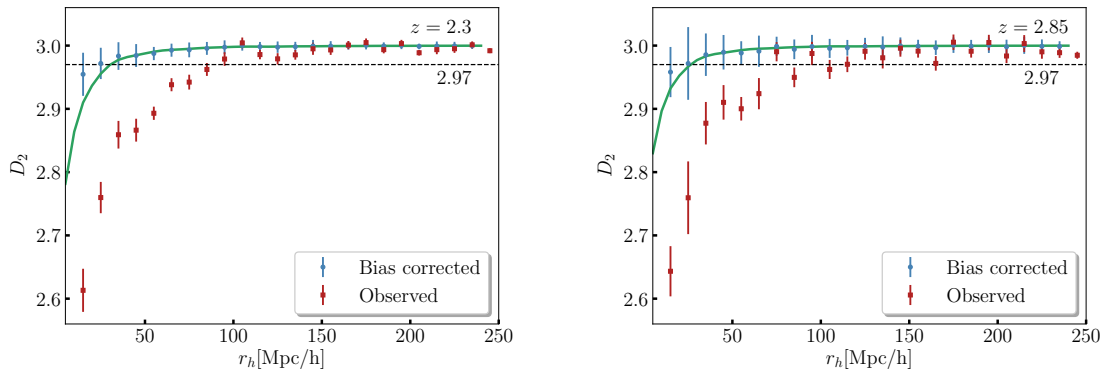 z = 2.3
3.0
2.9
2.8
2.7
2.6
D₂
2.97
Bias corrected
Observed
50
100
150
200
250
r_h[Mpc/h]
z = 2.85
3.0
2.9
2.8
2.7
2.6
D₂
2.97
Bias corrected
Observed
50
100
150
200
250
r_h[Mpc/h]